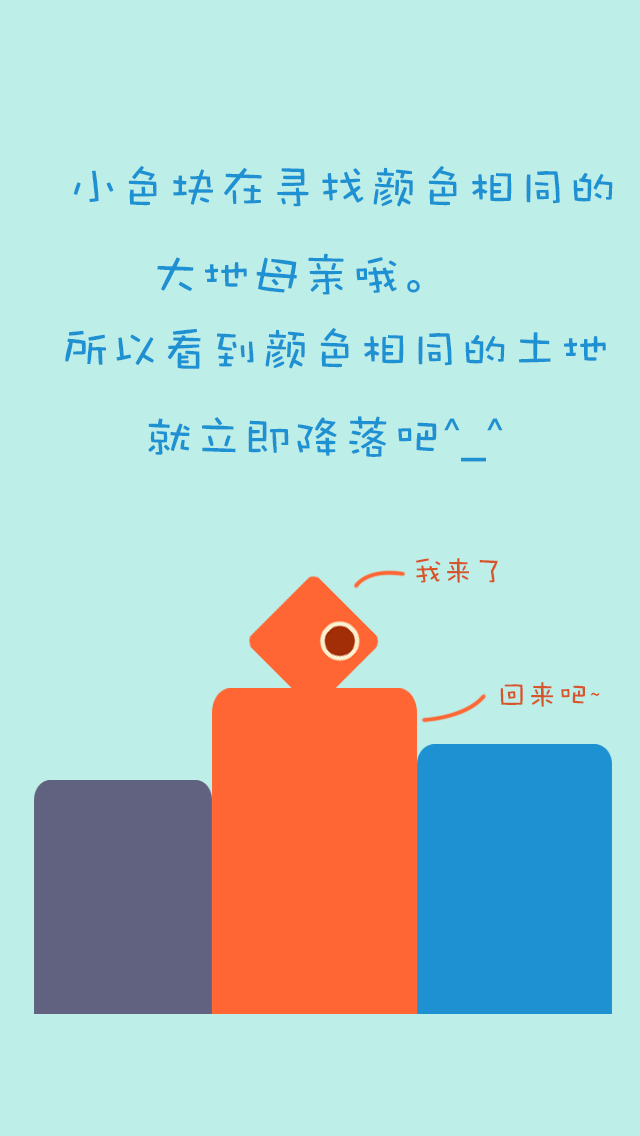 小色块在寻找颜色相同的
大地母亲哦。
所以看到颜色相同的土地
就立即降落吧^_^
我来了
回来吧~